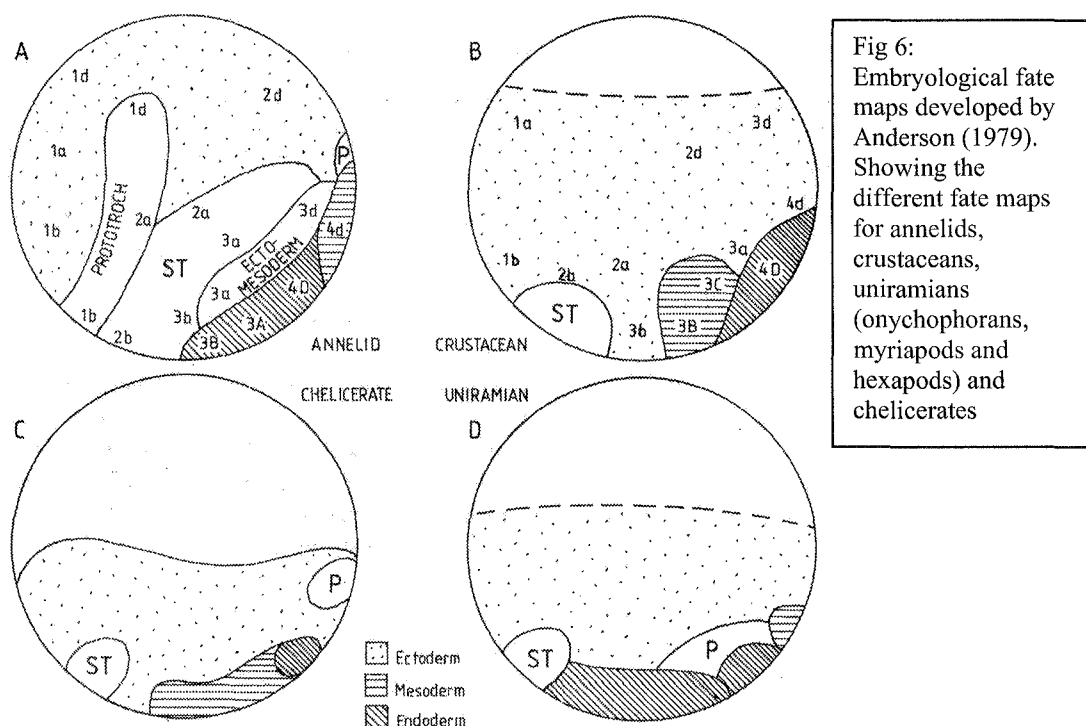 A
1d
2d
1d
1a
P
2a
2a
3d
4d
1b
PROTOTROCH
3a
ECTO-
MESODERM
ST
3a
4D
3A
1b
2b
3b
3B
B
1a
3d
2d
4d
3a
1b
2b
2a
3C
4D
ST
3b
3B
ANNELID CRUSTACEAN
CHELICERATE UNIRAMIAN
C
P
ST
D
ST
P
Ectoderm
Mesoderm
Endoderm
Fig 6:
Embryological fate
maps developed by
Anderson (1979).
Showing the
different fate maps
for annelids,
crustaceans,
uniramians
(onychophorans,
myriapods and
hexapods) and
chelicerates